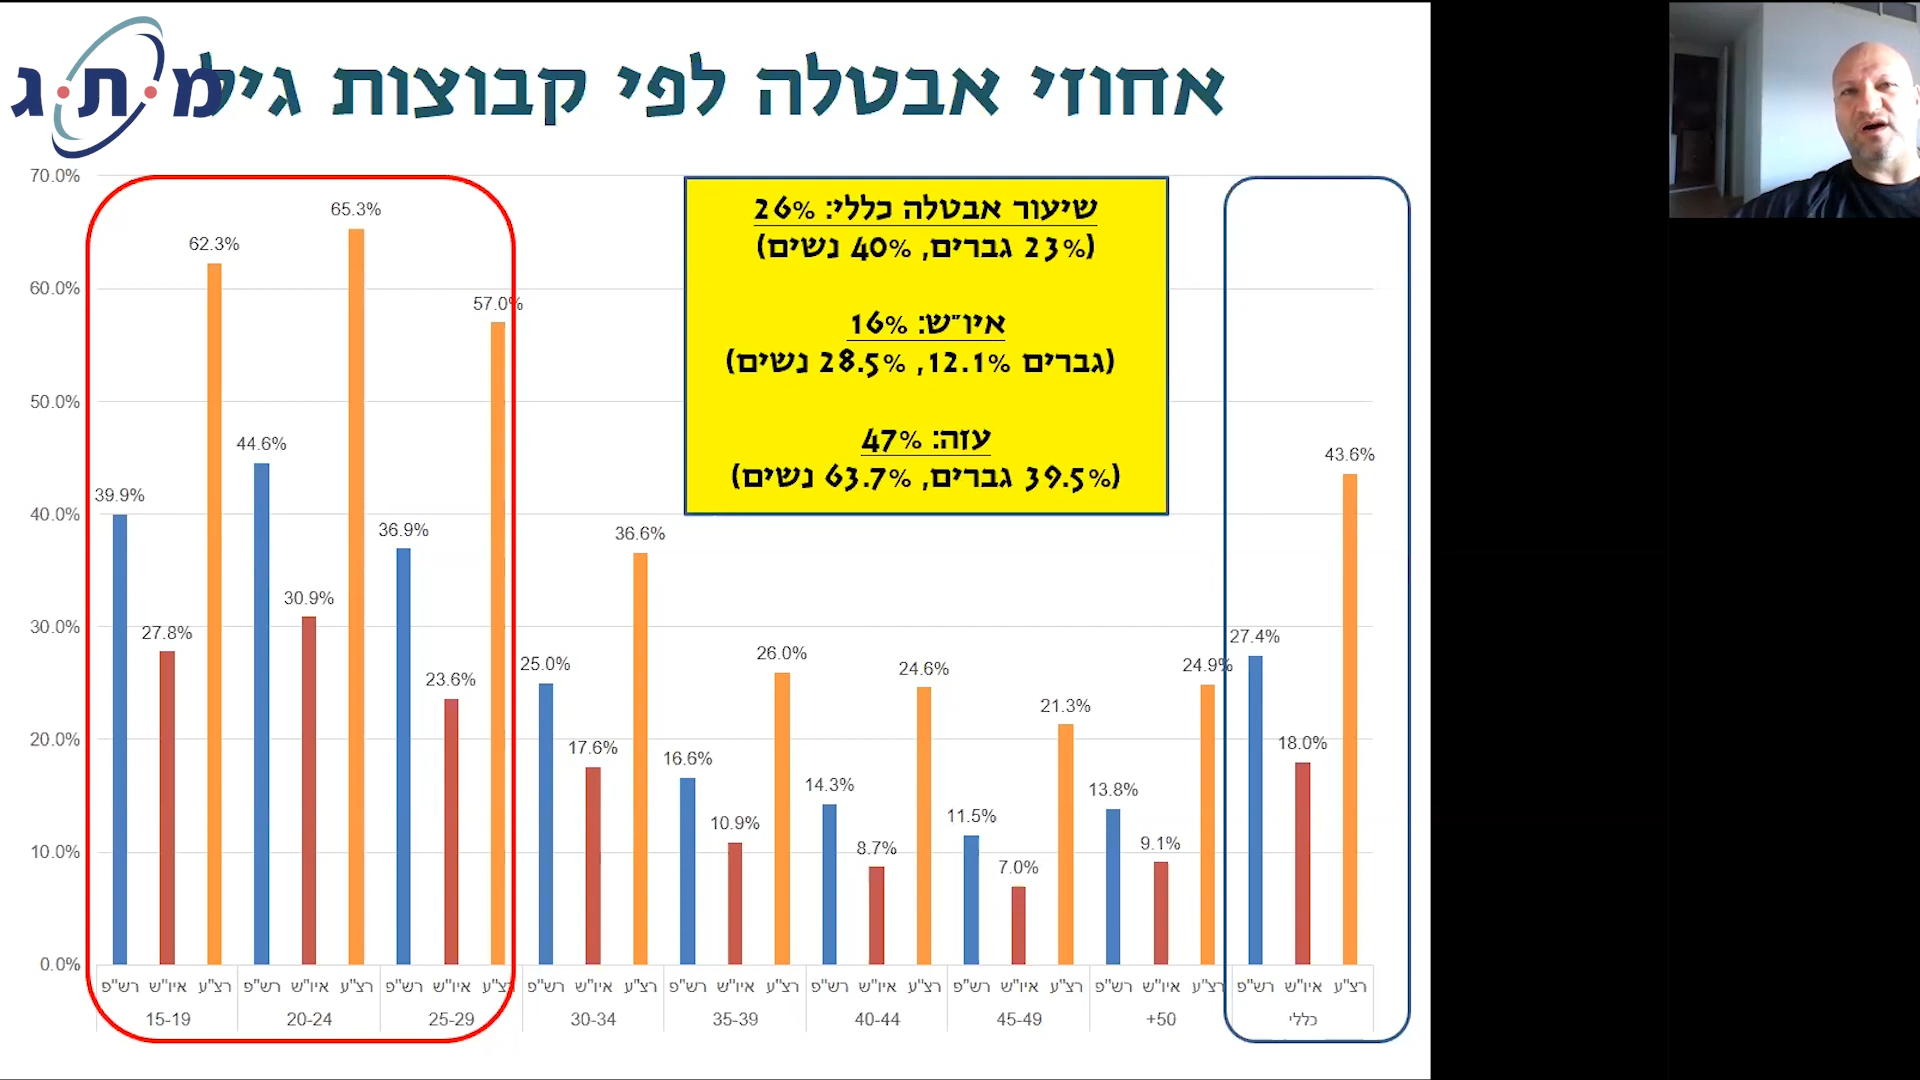 אחוזי אבטלה לפי קבוצות גיל
מ.ת.ג
70.0%
60.0%
50.0%
40.0%
30.0%
20.0%
10.0%
0.0%
שיעור אבטלה כללי: 26%
(23% גברים, 40% נשים)
איו"ש: 16%
(גברים 12.1%, 28.5% נשים)
עזה: 47%
(39.5% גברים, 63.7% נשים)
39.9% 27.8% 62.3%
44.6% 30.9% 65.3%
36.9% 23.6% 57.0%
25.0% 17.6% 36.6%
16.6% 10.9% 26.0%
14.3% 8.7% 24.6%
11.5% 7.0% 21.3%
13.8% 9.1% 24.9%
27.4% 18.0% 43.6%
רש"פ איו"ש רצ"ע רש"פ איו"ש רצ"ע רש"פ איו"ש רצ"ע רש"פ איו"ש רצ"ע רש"פ איו"ש רצ"ע רש"פ איו"ש רצ"ע רש"פ איו"ש רצ"ע רש"פ איו"ש רצ"ע רש"פ איו"ש רצ"ע
15-19 20-24 25-29 30-34 35-39 40-44 45-49 +50 כללי